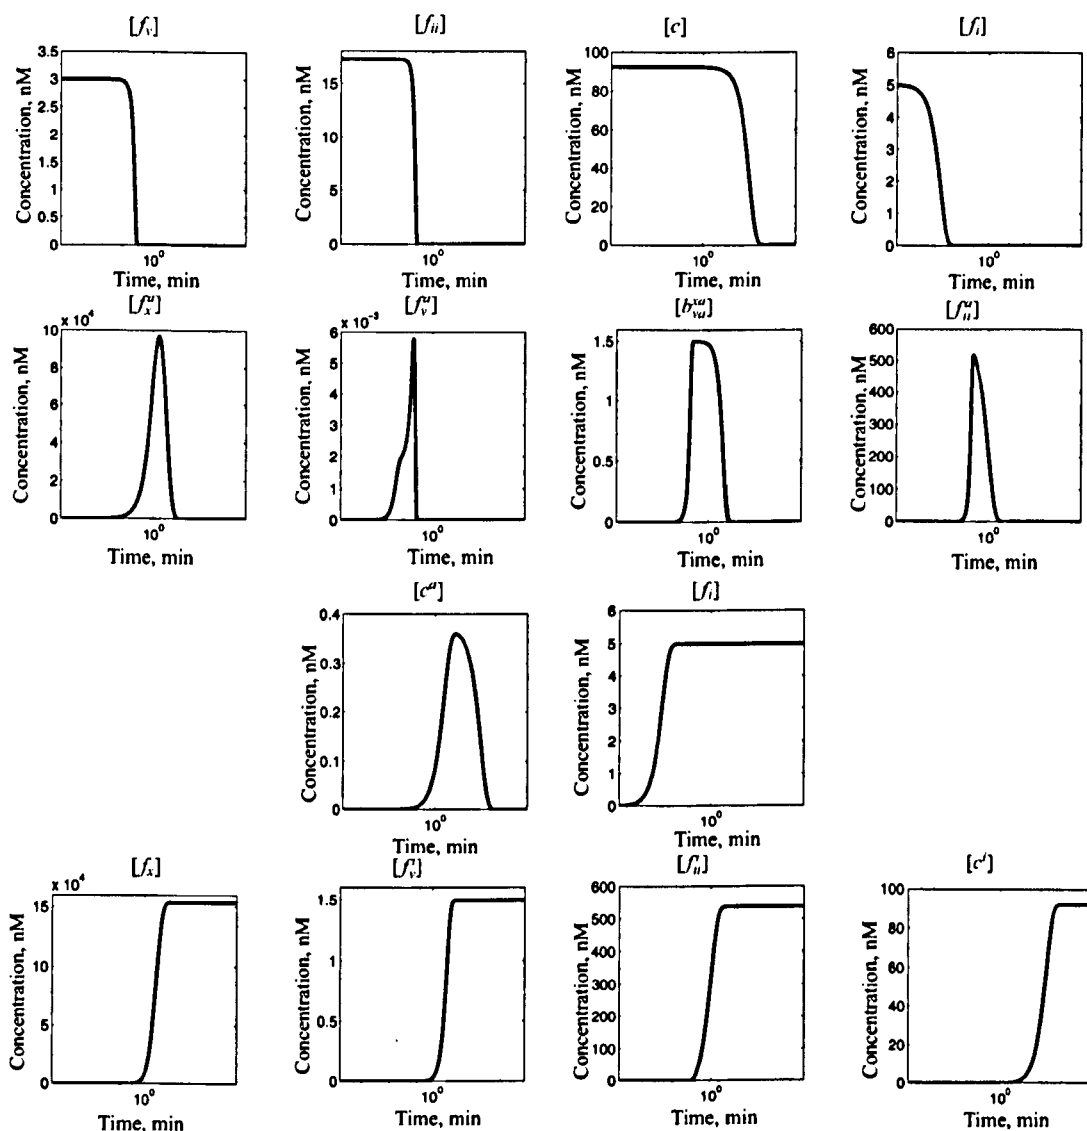 [f_v]
[f_ii]
[c]
[f_i]
Concentration, nM
3.5
3
2.5
2
1.5
1
0.5
0
10^0
Time, min
Concentration, nM
15
10
5
0
10^0
Time, min
Concentration, nM
100
80
60
40
20
0
10^0
Time, min
Concentration, nM
6
5
4
3
2
1
0
10^0
Time, min
[f_x^a]
[f_v^a]
[b_va^xa]
[f_ii^a]
x 10^4
Concentration, nM
10
8
6
4
2
0
10^0
Time, min
x 10^-3
Concentration, nM
6
5
4
3
2
1
0
10^0
Time, min
Concentration, nM
1.5
1
0.5
0
10^0
Time, min
Concentration, nM
600
500
400
300
200
100
0
10^0
Time, min
[c^a]
[f_i]
Concentration, nM
0.4
0.3
0.2
0.1
0
10^0
Time, min
Concentration, nM
6
5
4
3
2
1
0
10^0
Time, min
[f_x]
[f_v^i]
[f_ii^i]
[c^i]
x 10^4
Concentration, nM
15
10
5
0
10^0
Time, min
Concentration, nM
1.5
1
0.5
0
10^0
Time, min
Concentration, nM
600
500
400
300
200
100
0
10^0
Time, min
Concentration, nM
100
80
60
40
20
0
10^0
Time, min